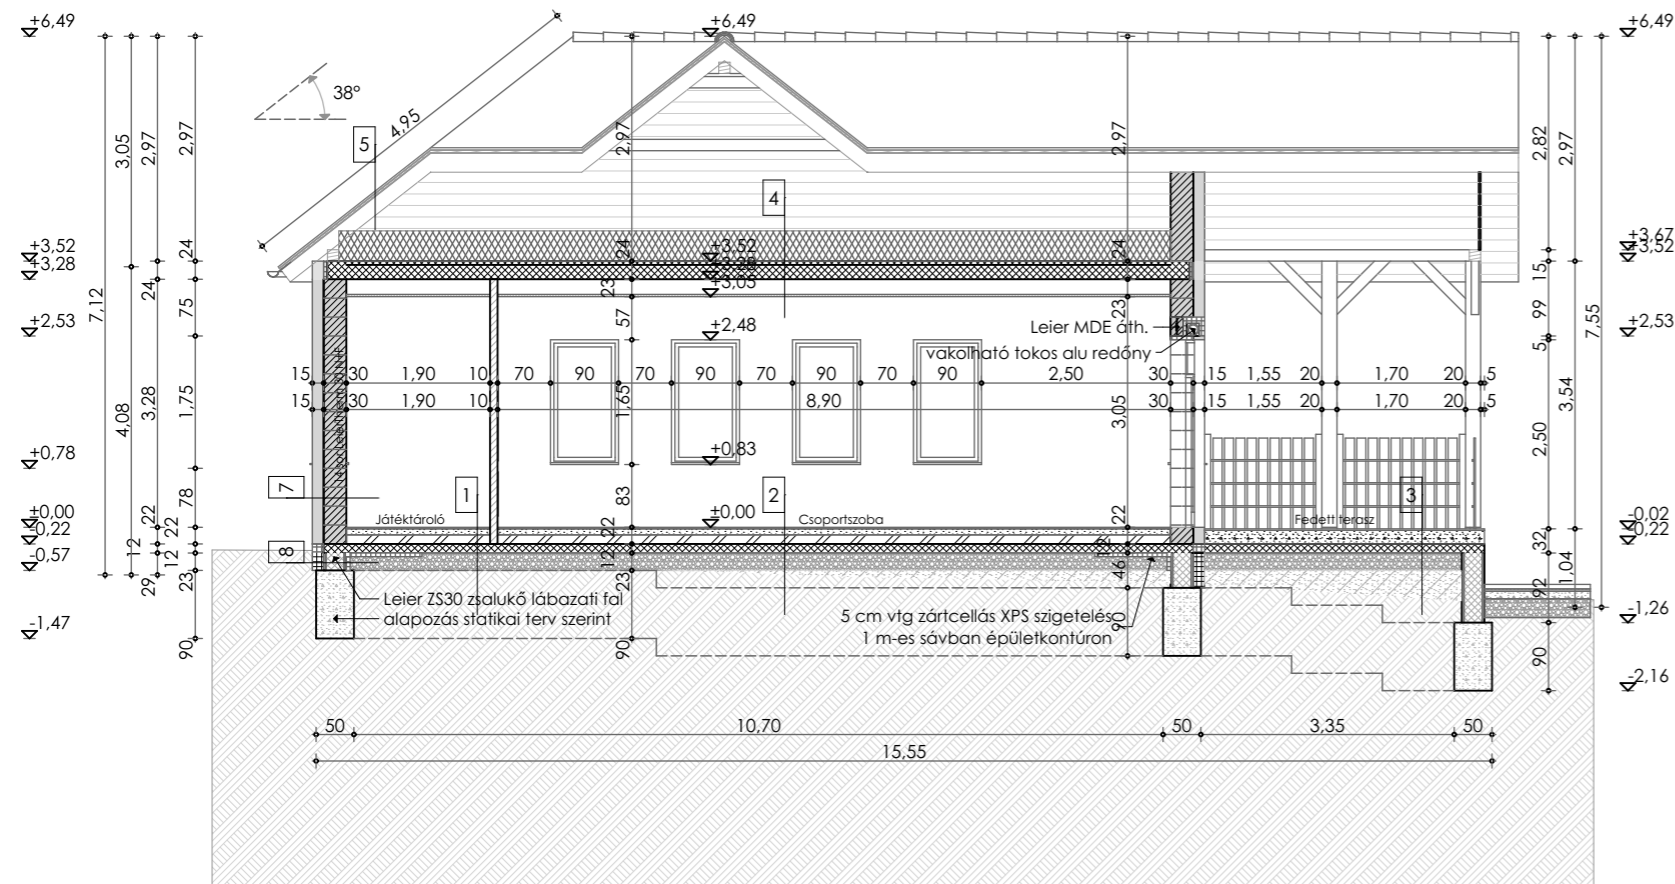 +6,49 +6,49 +6,49
38°
4,95
5
4
3,05 2,97 2,97 2,97 2,97 2,82 2,97
+3,52 24 24 +3,52 24 +3,67
+3,28 +3,28 +3,52
+3,05
7,12 24 75 23 57 23 15 99 7,55
+2,53 +2,48 Leier MDE áth. +2,53
vakolható tokos alu redőny 5
15 30 1,90 10 70 90 70 90 70 90 70 90 2,50 30 15 1,55 20 1,70 20 5
15 30 1,90 10 8,90 30 15 1,55 20 1,70 20 5
4,08 3,28 1,75 1,65 3,05 2,50 3,54
+0,78 +0,83
7 1 2 3
78 83
Játéktároló Csoportszoba Fedett terasz
±0,00 22 22 22 ±0,00 22 -0,02
-0,22 32 -0,22
8
-0,57 12 12 12 12 1,04
29 23 23 46 92
Leier ZS30 zsalukő lábazati fal
alapozás statikai terv szerint
5 cm vtg zártcellás XPS szigetelés
1 m-es sávban épületkontúron
-1,47 -1,26
90 90 90 90
-2,16
50 10,70 50 3,35 50
15,55